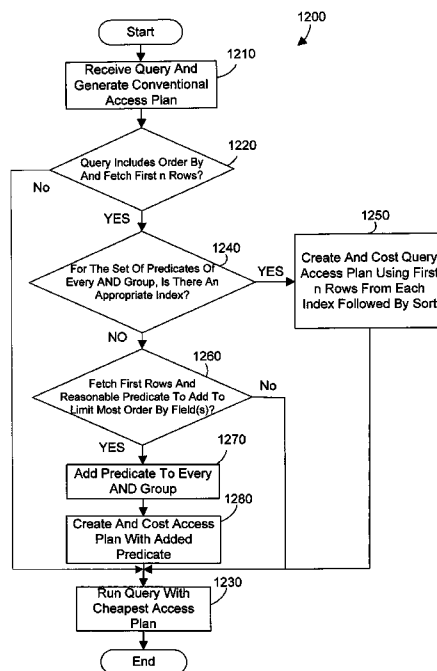 Start
1200
1210
Receive Query And
Generate Conventional
Access Plan
1220
Query Includes Order By
And Fetch First n Rows?
No
YES
1240
For The Set Of Predicates Of
Every AND Group, Is There An
Appropriate Index?
YES
1250
Create And Cost Query
Access Plan Using First
n Rows From Each
Index Followed By Sort
NO
1260
Fetch First Rows And
Reasonable Predicate To Add To
Limit Most Order By Field(s)?
No
YES
1270
Add Predicate To Every
AND Group
1280
Create And Cost Access
Plan With Added
Predicate
1230
Run Query With
Cheapest Access
Plan
End